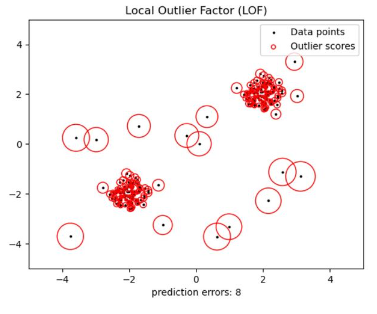 Local Outlier Factor (LOF)
Data points
Outlier scores
4
2
0
−2
−4
−4 −2 0 2 4
prediction errors: 8